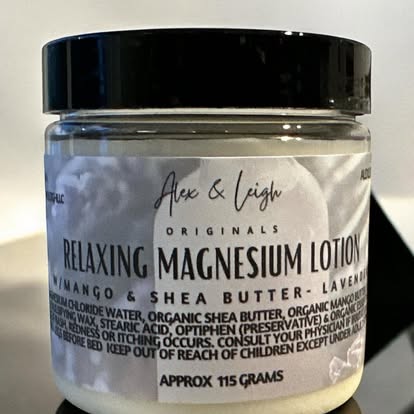 Alex & Leigh
ORIGINALS
RELAXING MAGNESIUM LOTION
W/MANGO & SHEA BUTTER- LAVENDER
CHLORIDE WATER, ORGANIC SHEA BUTTER, ORGANIC MANGO
WAX, STEARIC ACID, OPTIPHEN (PRESERVATIVE) & ORGANIC
REDNESS OR ITCHING OCCURS. CONSULT YOUR PHYSICIAN IF
BEFORE BED KEEP OUT OF REACH OF CHILDREN EXCEPT UNDER
APPROX 115 GRAMS